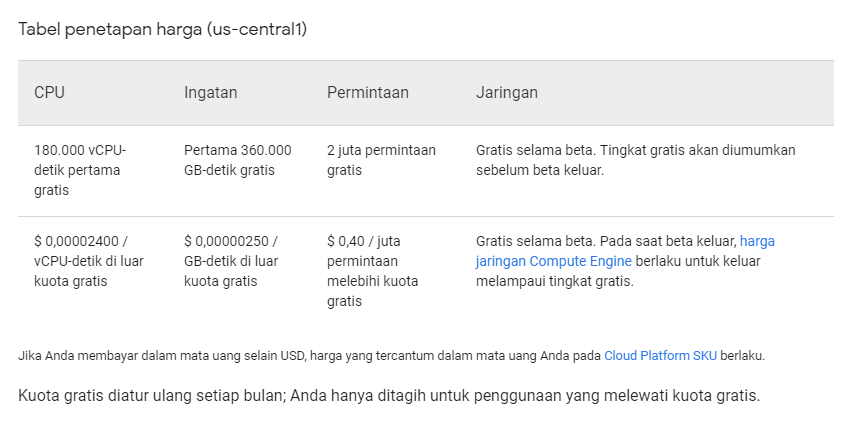 Tabel penetapan harga (us-central1)
CPU
Ingatan
Permintaan
Jaringan
180.000 vCPU-
detik pertama
gratis
Pertama 360.000
GB-detik gratis
2 juta permintaan
gratis
Gratis selama beta. Tingkat gratis akan diumumkan
sebelum beta keluar.
$ 0,00002400 /
vCPU-detik di luar
kuota gratis
$ 0,00000250 /
GB-detik di luar
kuota gratis
$ 0,40 / juta
permintaan
melebihi kuota
gratis
Gratis selama beta. Pada saat beta keluar, harga
jaringan Compute Engine berlaku untuk keluar
melampaui tingkat gratis.
Jika Anda membayar dalam mata uang selain USD, harga yang tercantum dalam mata uang Anda pada Cloud Platform SKU berlaku.
Kuota gratis diatur ulang setiap bulan; Anda hanya ditagih untuk penggunaan yang melewati kuota gratis.